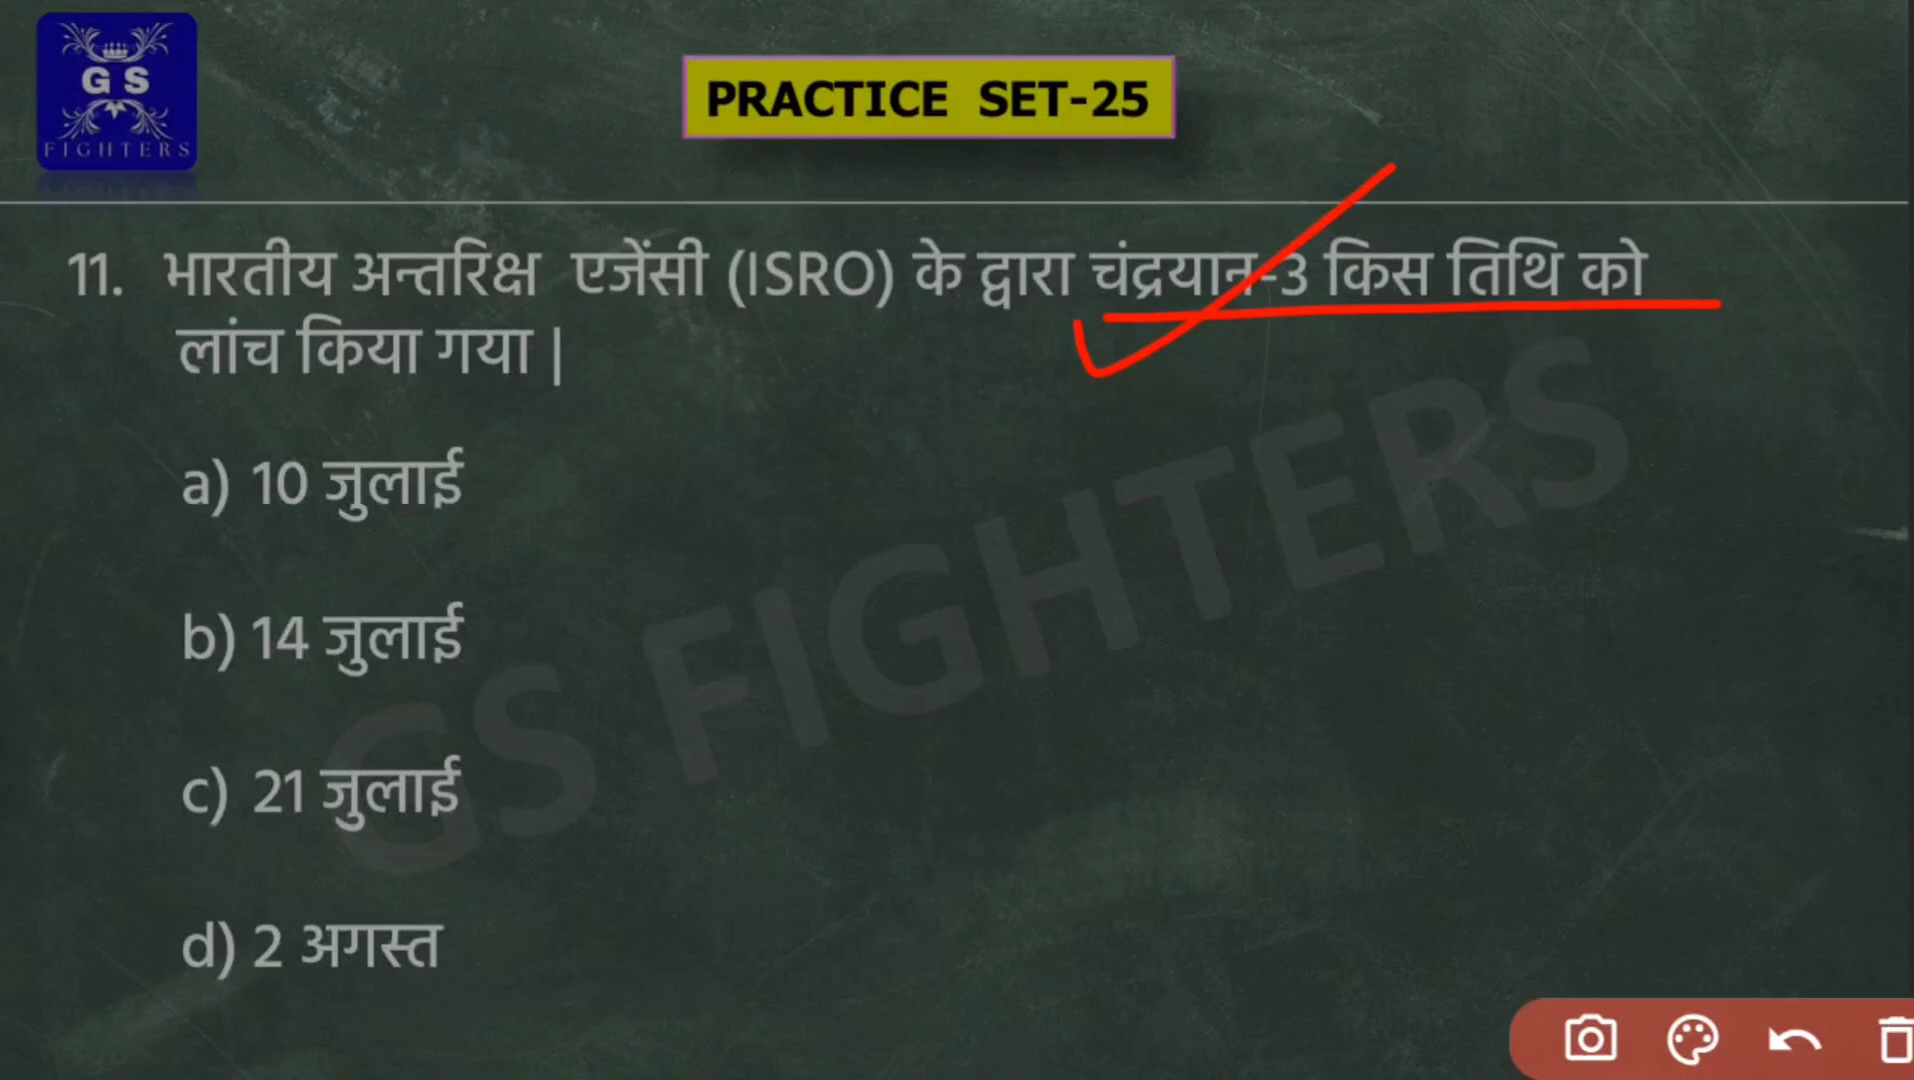 GS
FIGHTERS
PRACTICE SET-25
11. भारतीय अन्तरिक्ष एजेंसी (ISRO) के द्वारा चंद्रयान-3 किस तिथि को
लांच किया गया |
a) 10 जुलाई
b) 14 जुलाई
c) 21 जुलाई
d) 2 अगस्त
GS FIGHTERS